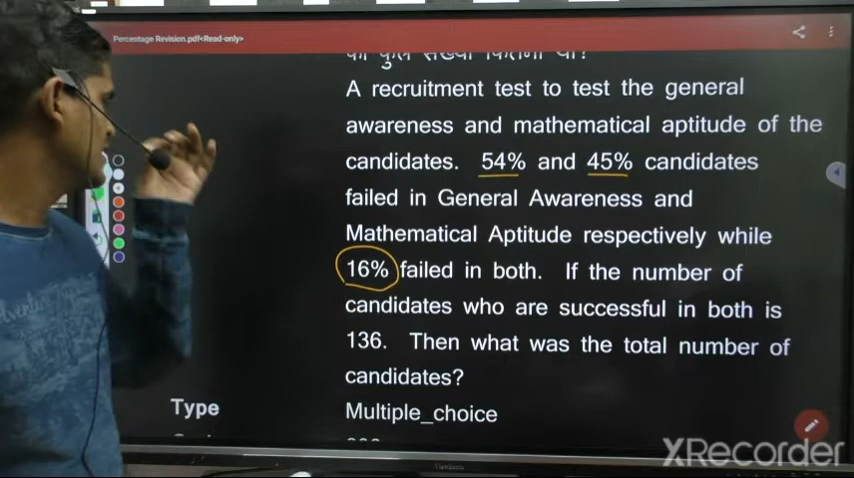 Percentage Revision.pdf<Read-only>
की कुल संख्या कितनी थी?
A recruitment test to test the general
awareness and mathematical aptitude of the
candidates. 54% and 45% candidates
failed in General Awareness and
Mathematical Aptitude respectively while
16% failed in both. If the number of
candidates who are successful in both is
136. Then what was the total number of
candidates?
Type
Multiple_choice
XRecorder